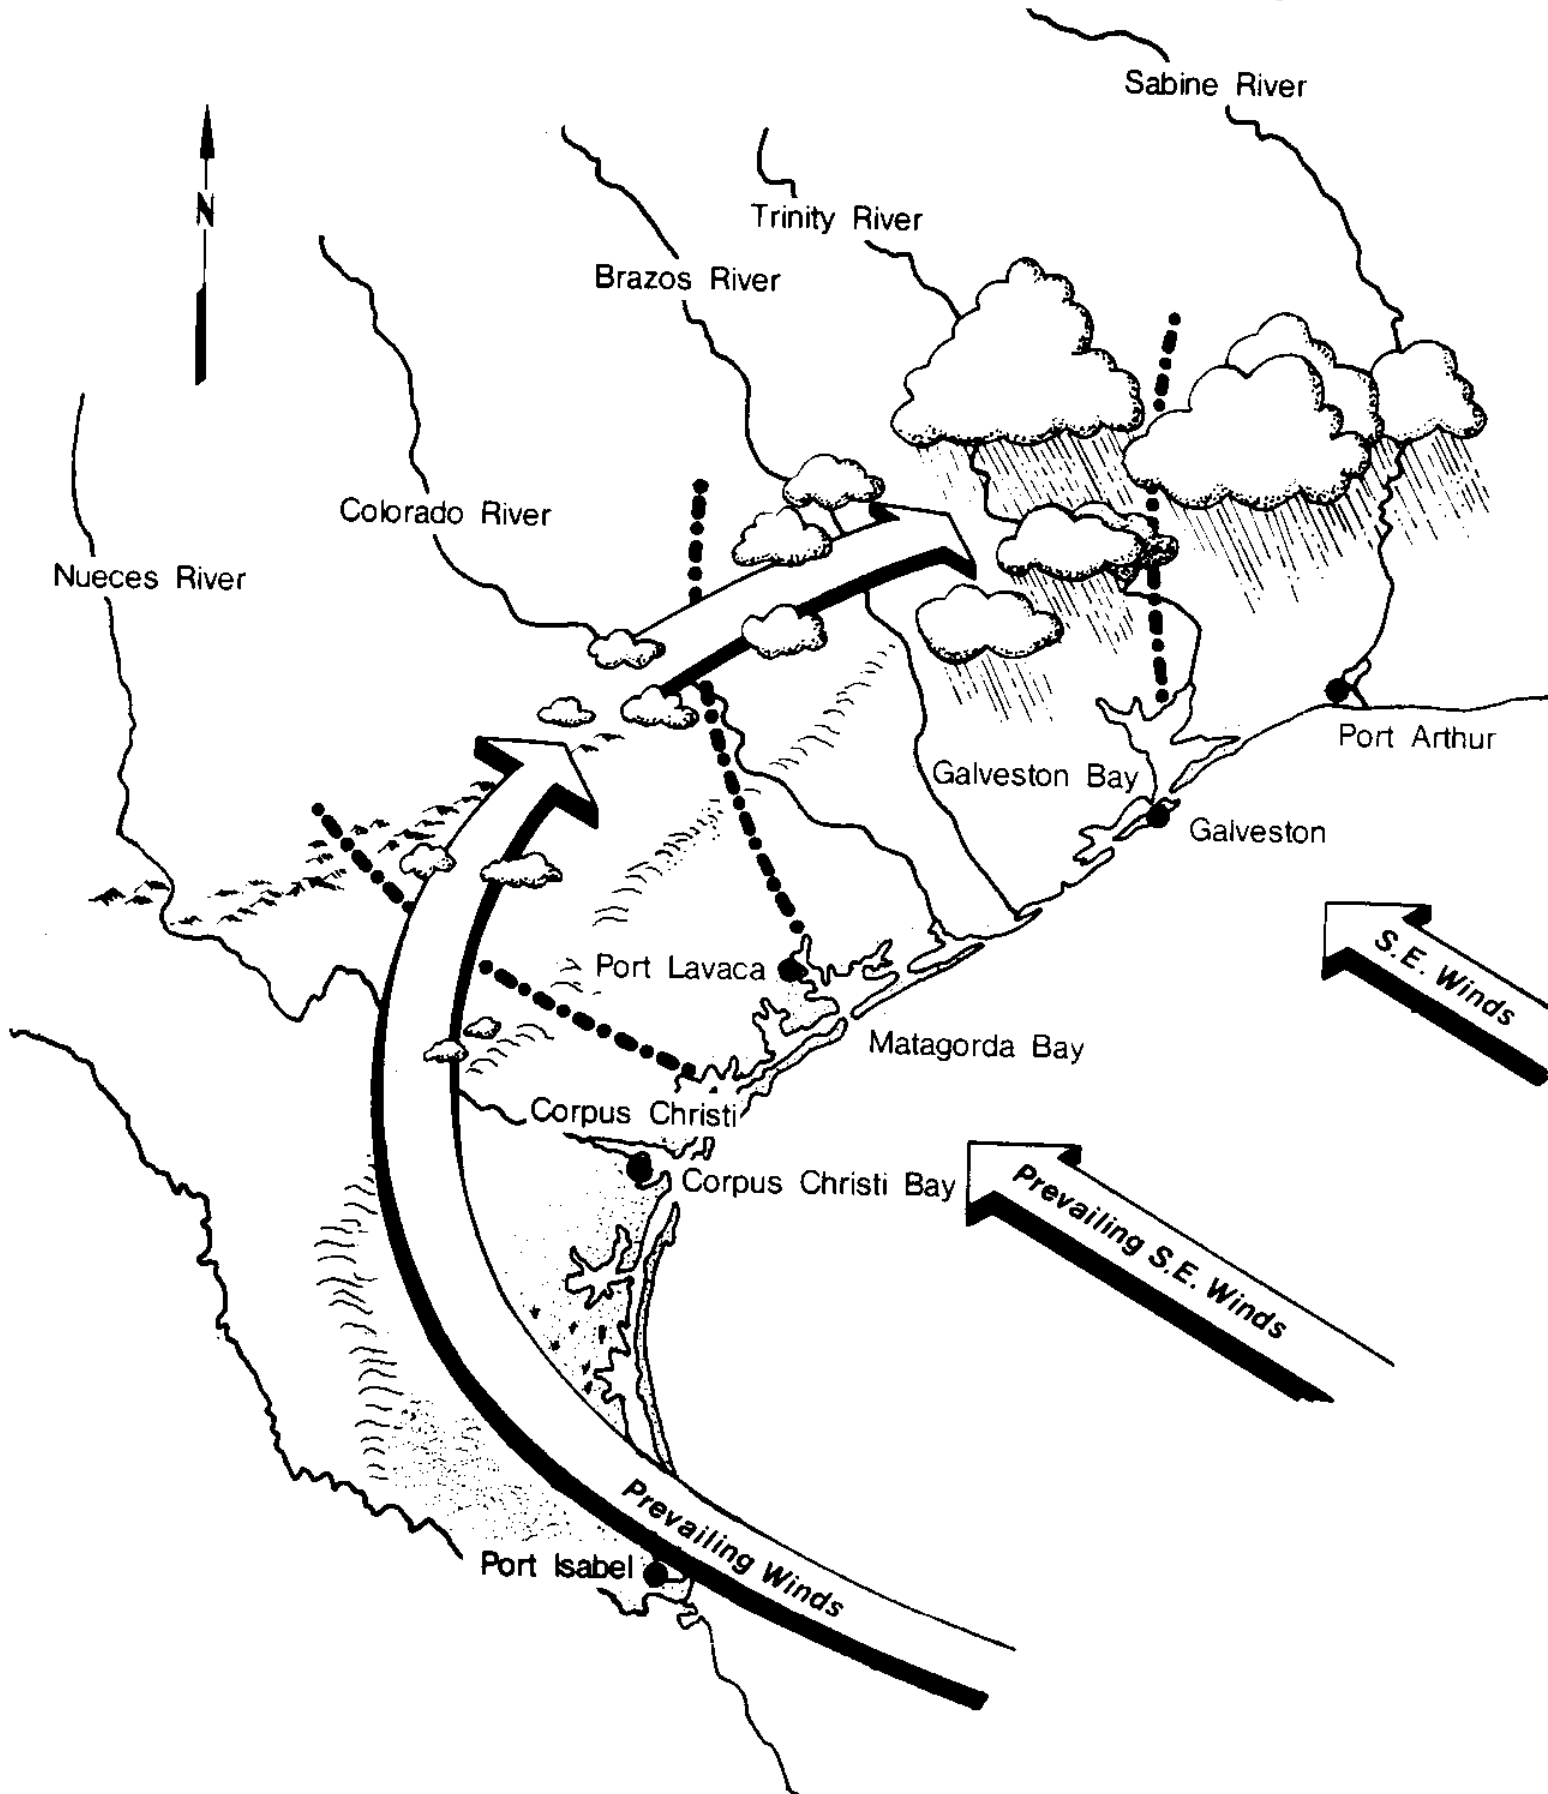 Sabine River
N
Trinity River
Brazos River
Colorado River
Nueces River
Port Arthur
Galveston Bay
Galveston
S.E. Winds
Port Lavaca
Matagorda Bay
Corpus Christi
Corpus Christi Bay
Prevailing S.E. Winds
Prevailing Winds
Port Isabel